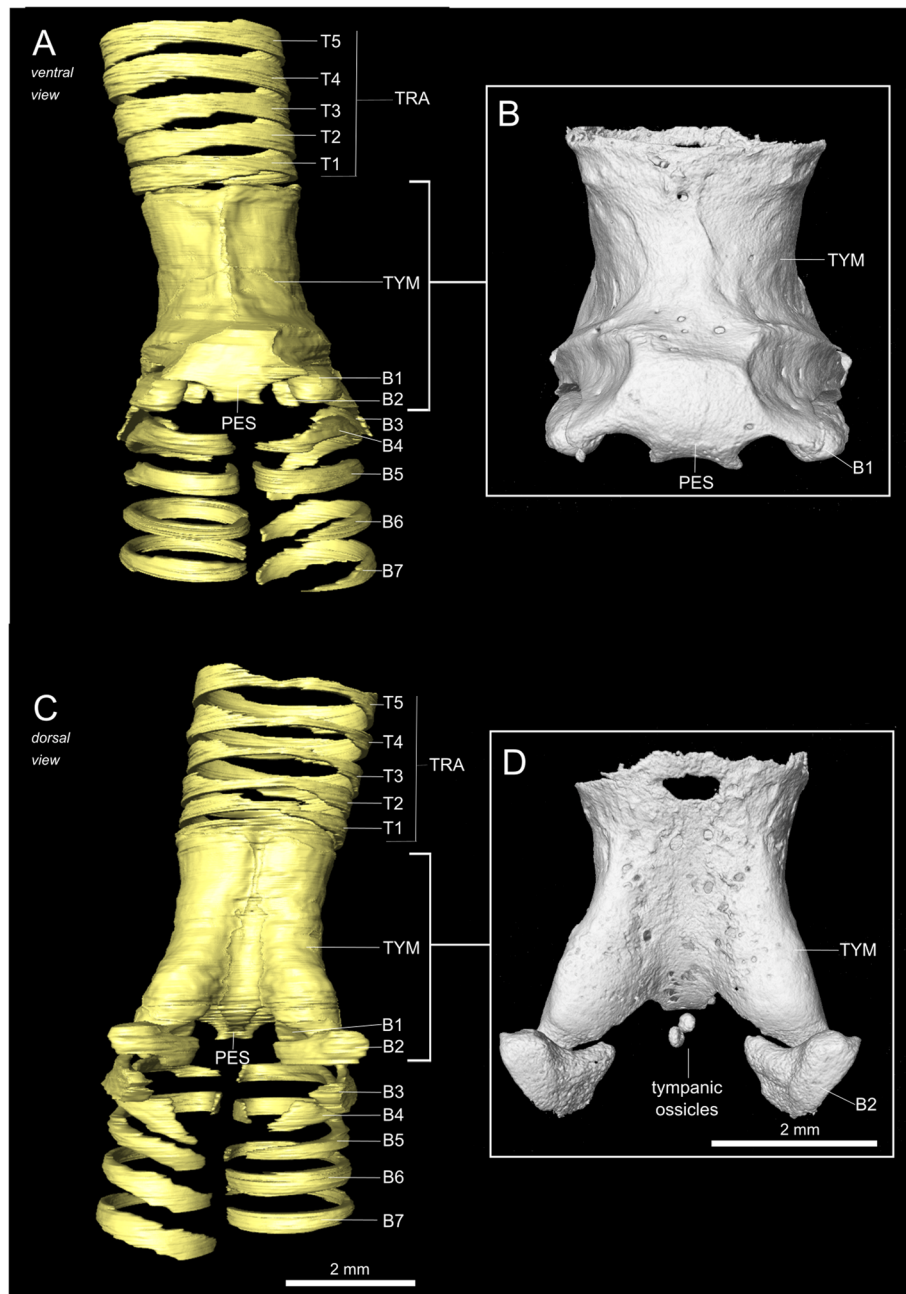 A
ventral
view
T5
T4
T3
T2
T1
TRA
TYM
B1
B2
PES
B3
B4
B5
B6
B7
B
TYM
PES
B1
C
dorsal
view
T5
T4
T3
T2
T1
TRA
TYM
B1
B2
PES
B3
B4
B5
B6
B7
2 mm
D
TYM
tympanic
ossicles
B2
2 mm